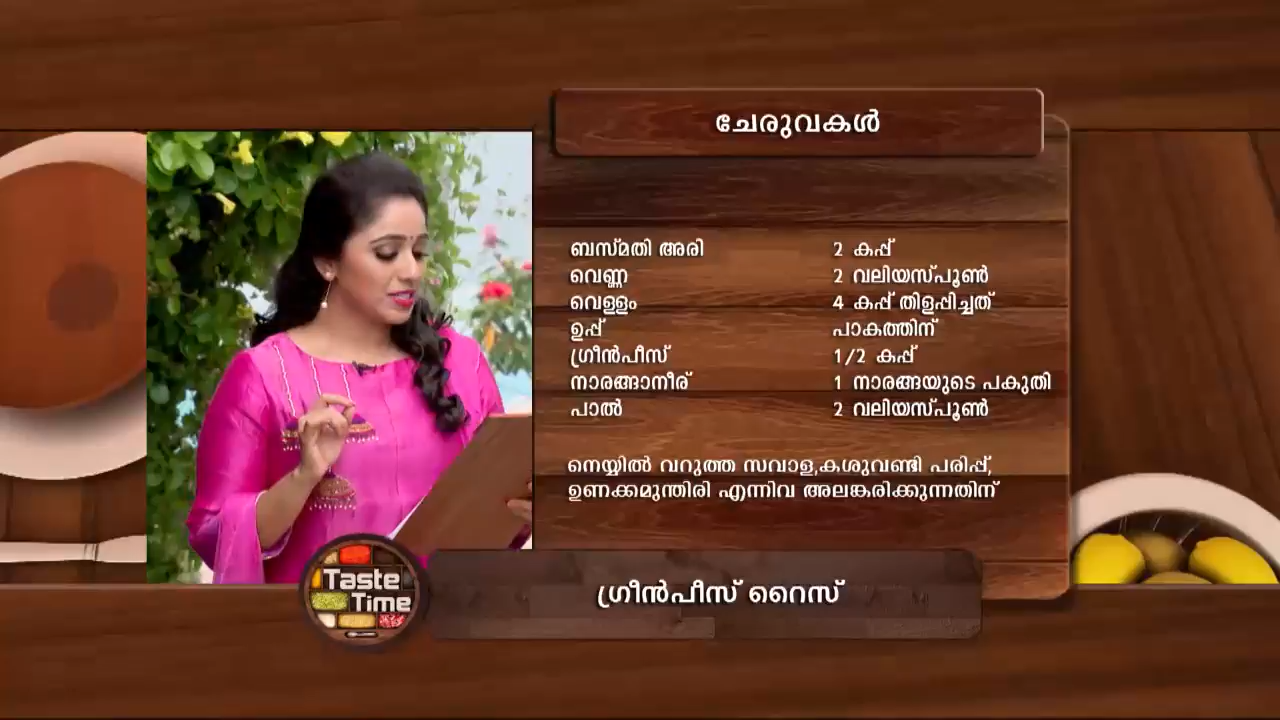 ചേരുവകൾ
ബസ്മതി അരി 2 കപ്പ്
വെണ്ണ 2 വലിയസ്പൂൺ
വെള്ളം 4 കപ്പ് തിളപ്പിച്ചത്
ഉപ്പ് പാകത്തിന്
ഗ്രീൻപീസ് 1/2 കപ്പ്
നാരങ്ങാനീര് 1 നാരങ്ങയുടെ പകുതി
പാൽ 2 വലിയസ്പൂൺ
നെയ്യിൽ വറുത്ത സവാള,കശുവണ്ടി പരിപ്പ്,
ഉണക്കമുന്തിരി എന്നിവ അലങ്കരിക്കുന്നതിന്
Taste
Time
ഗ്രീൻപീസ് റൈസ്